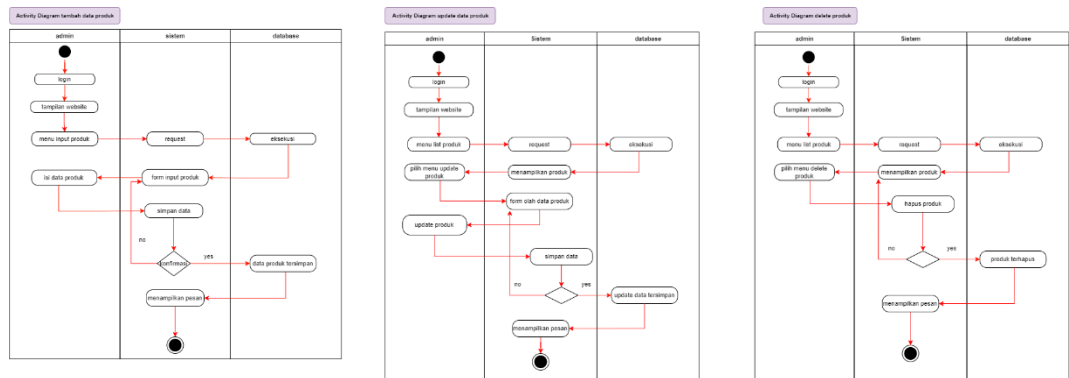 Activity Diagram tambah data produk
admin
sistem
database
login
tampilan website
menu input produk
request
eksekusi
isi data produk
form input produk
simpan data
no
konfirmasi
yes
data produk tersimpan
menampilkan pesan
Activity Diagram update data produk
admin
Sistem
database
login
tampilan website
menu list produk
request
eksekusi
pilih menu update
produk
menampilkan produk
form olah data produk
update produk
simpan data
no
yes
update data tersimpan
menampilkan pesan
Activity Diagram delete produk
admin
Sistem
database
login
tampilan website
menu list produk
request
eksekusi
pilih menu delete
produk
menampilkan produk
hapus produk
no
yes
produk terhapus
menampilkan pesan